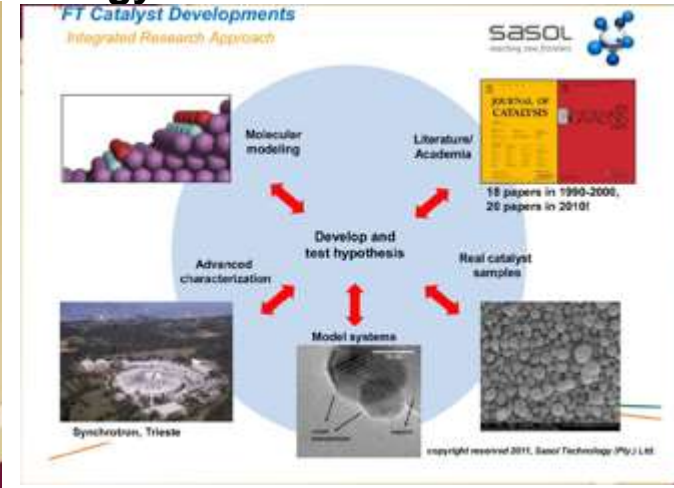 "FT Catalyst Developments
Integrated Research Approach
sasol
reaching new frontiers
Molecular
modeling
Literature/
Academia
JOURNAL OF
CATALYSIS
18 papers in 1990-2000,
20 papers in 2010!
Develop and
test hypothesis
Advanced
characterization
Real catalyst
samples
Model systems
Synchrotron, Trieste
copyright reserved 2011, Sasol Technology (Pty.) Ltd.